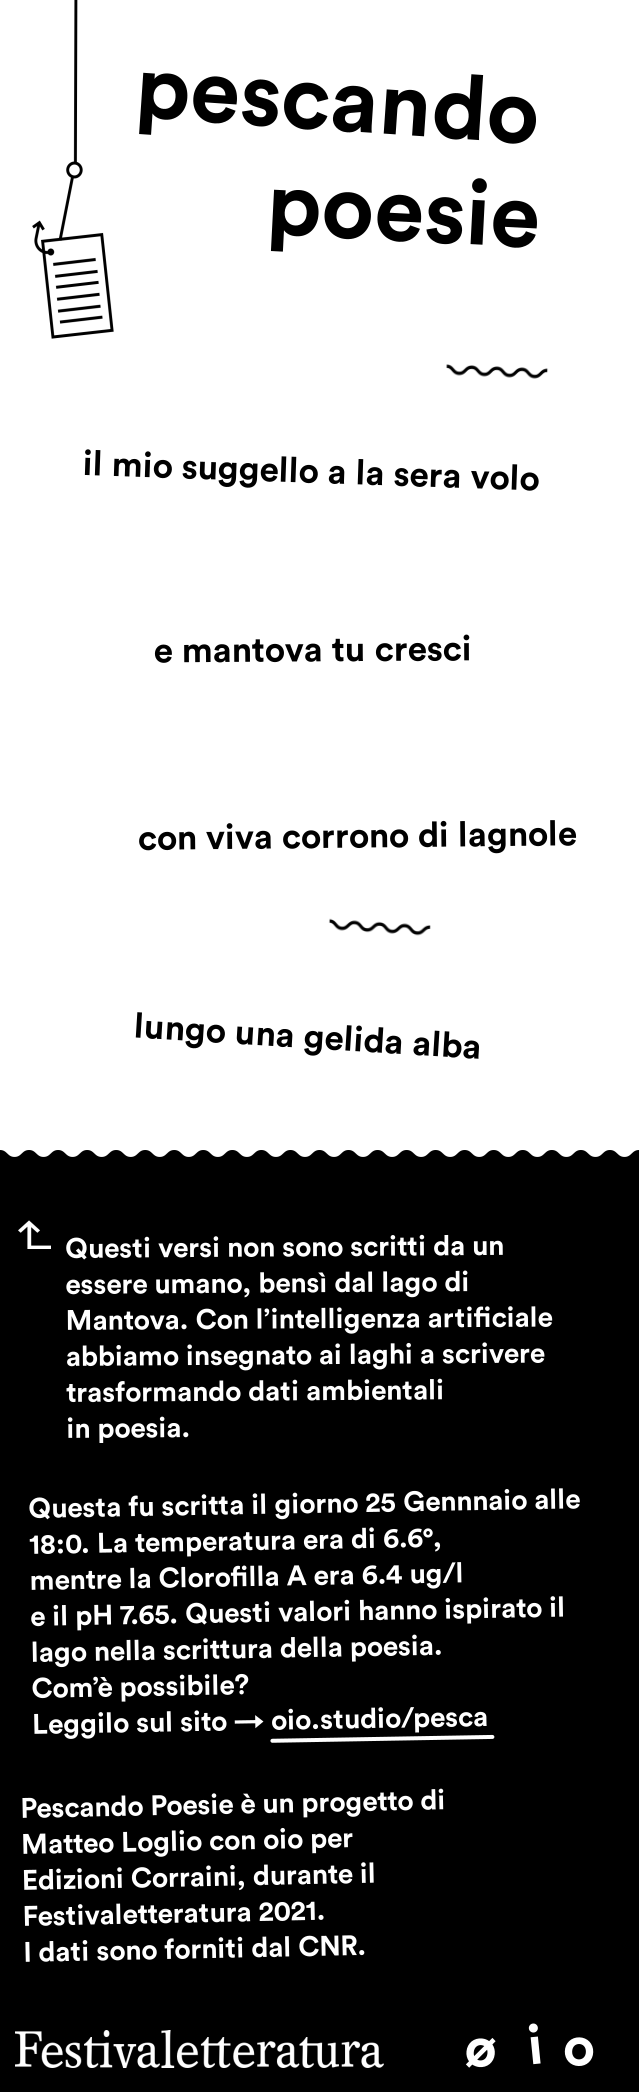 pescando
poesie
il mio suggello a la sera volo
e mantova tu cresci
con viva corrono di lagnole
lungo una gelida alba
Questi versi non sono scritti da un
essere umano, bensì dal lago di
Mantova. Con l’intelligenza artificiale
abbiamo insegnato ai laghi a scrivere
trasformando dati ambientali
in poesia.
Questa fu scritta il giorno 25 Gennnaio alle
18:0. La temperatura era di 6.6°,
mentre la Clorofilla A era 6.4 ug/l
e il pH 7.65. Questi valori hanno ispirato il
lago nella scrittura della poesia.
Com’è possibile?
Leggilo sul sito → oio.studio/pesca
Pescando Poesie è un progetto di
Matteo Loglio con oio per
Edizioni Corraini, durante il
Festivaletteratura 2021.
I dati sono forniti dal CNR.
Festivaletteratura ø i o